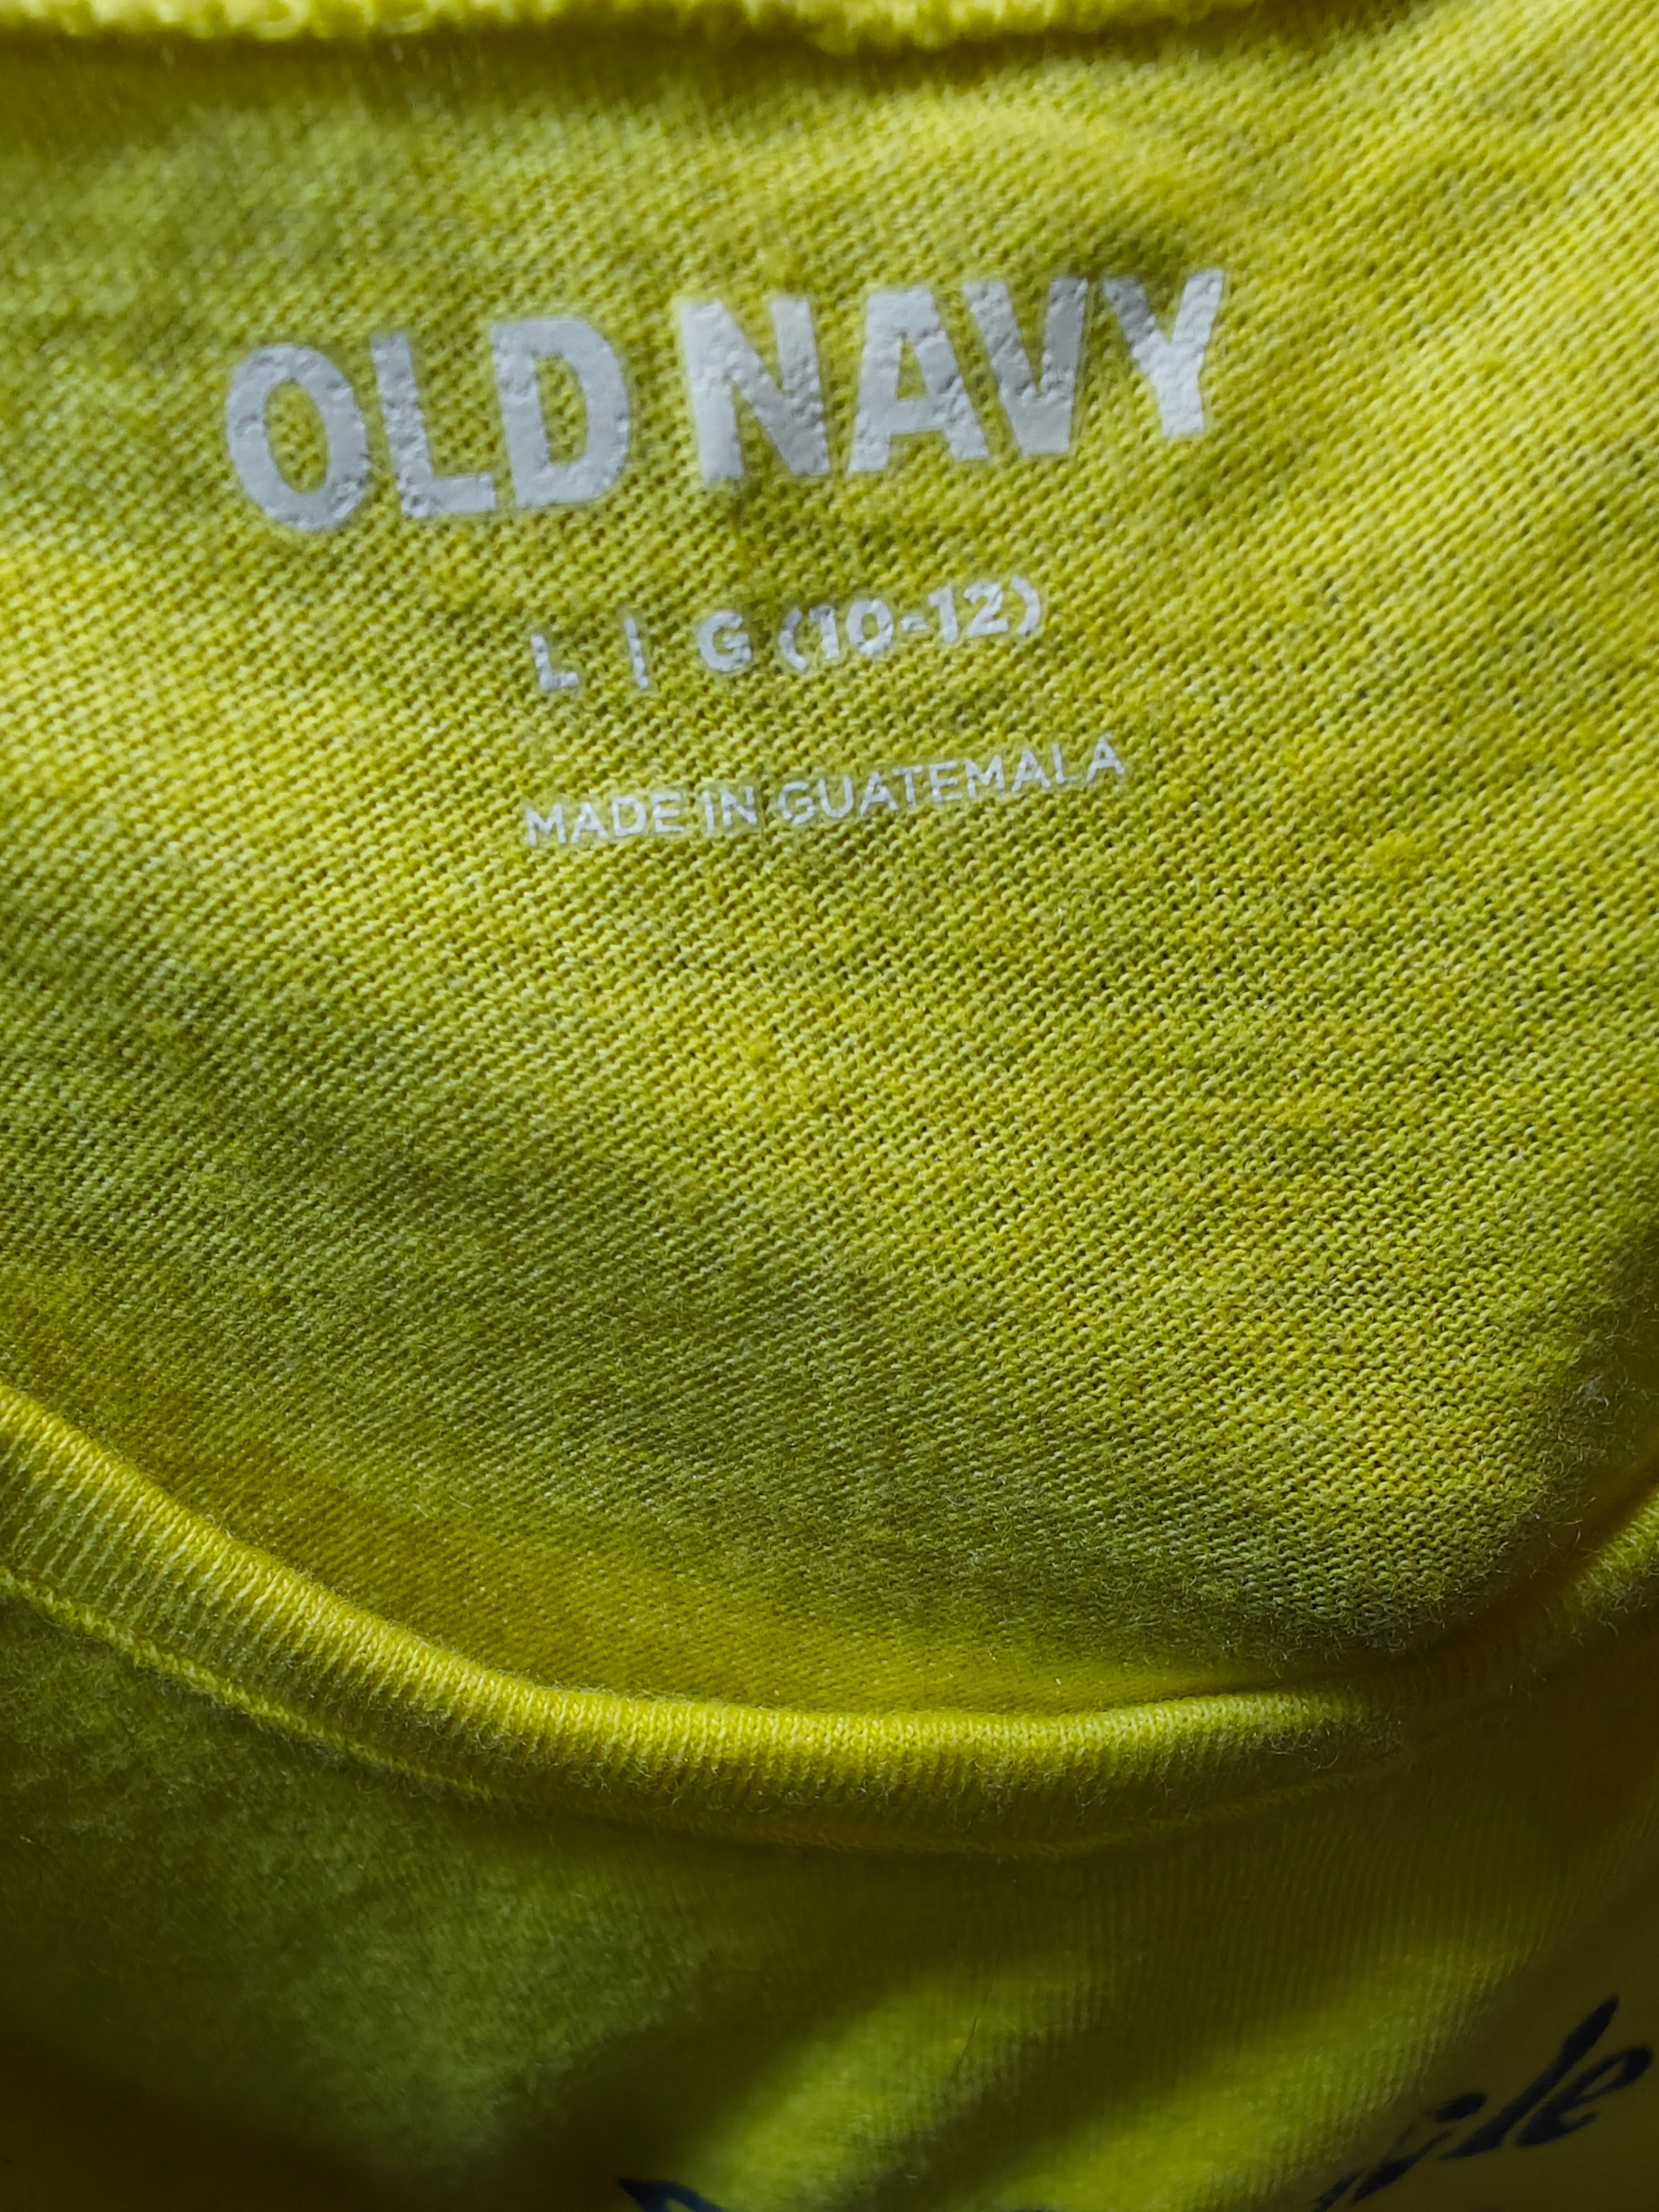 OLD NAVY
L | G (10-12)
MADE IN GUATEMALA